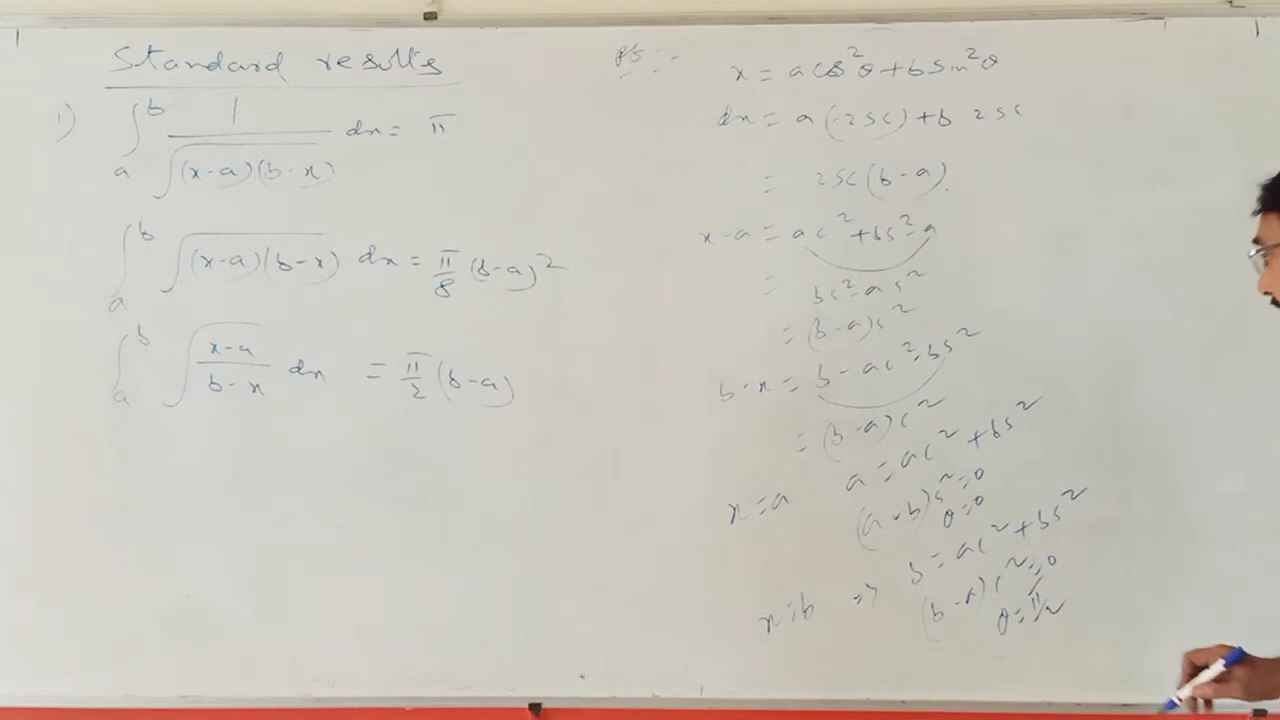 Standard results
1) ∫_a^b 1/√((x-a)(b-x)) dx = π
∫_a^b √((x-a)(b-x)) dx = π/8 (b-a)²
∫_a^b √((x-a)/(b-x)) dx = π/2 (b-a)
Pf :-
x = a cos²θ + b sin²θ
dx = a(-2sc) + b 2sc
= 2sc(b-a).
x-a = ac² + bs² - a
= bs² - as²
= (b-a)s²
b-x = b - ac² - bs²
= (b-a)c²
x=a a = ac² + bs²
(a-b)s² = 0
θ=0
x=b => b = ac² + bs²
(b-a)c² = 0
θ = π/2